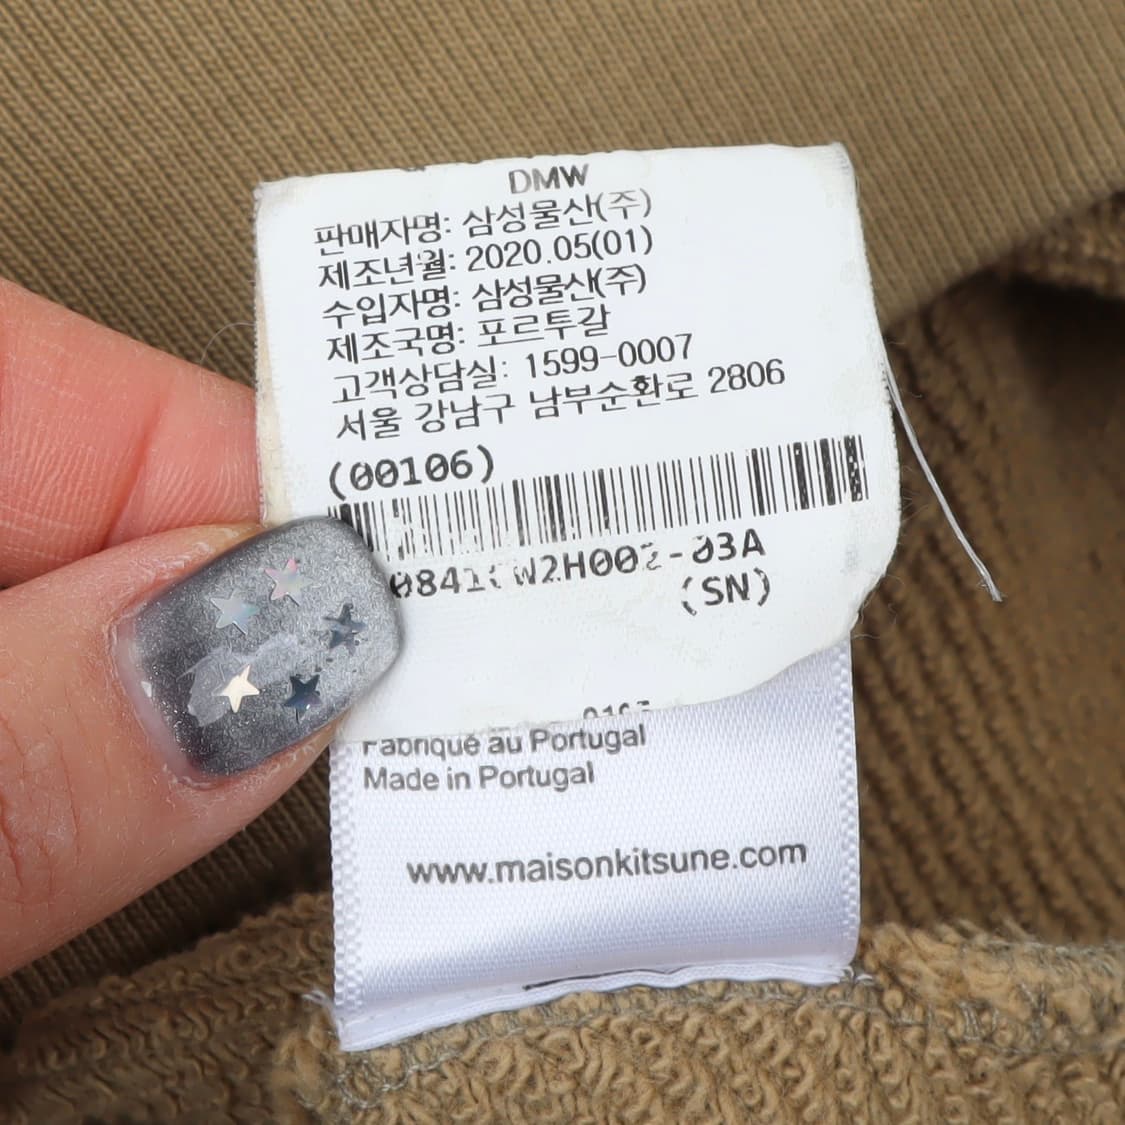 DMW
판매자명: 삼성물산(주)
제조년월: 2020.05(01)
수입자명: 삼성물산(주)
제조국명: 포르투갈
고객상담실: 1599-0007
서울 강남구 남부순환로 2806
(00106)
(SN)
Fabriqué au Portugal
Made in Portugal
www.maisonkitsune.com